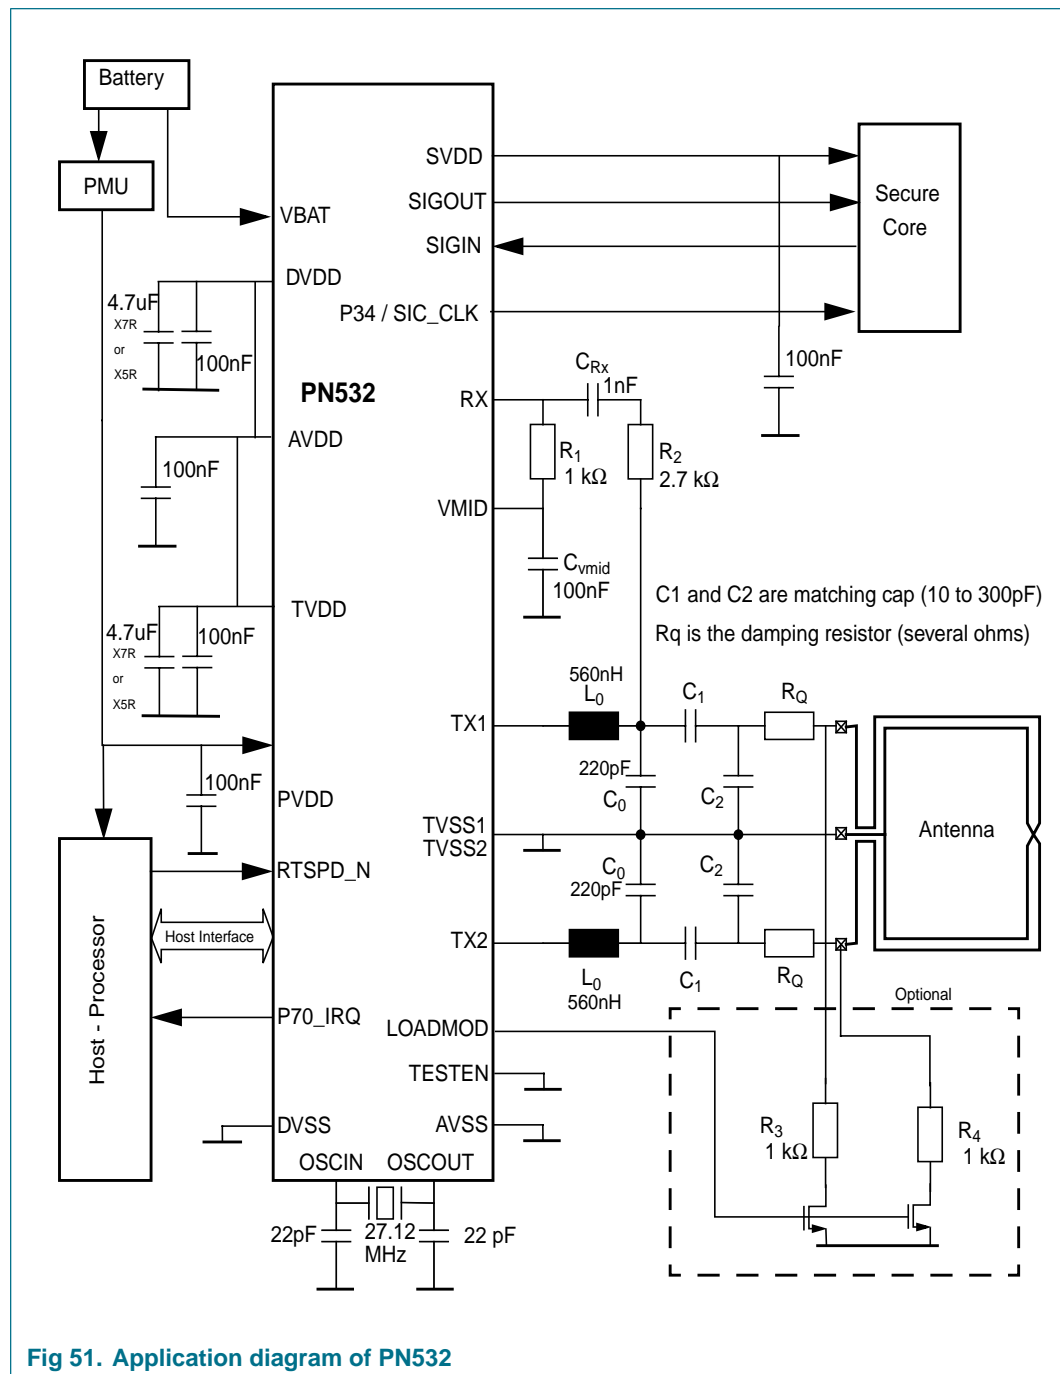 Battery
PMU
VBAT
DVDD
4.7uF
X7R
or
X5R
100nF
PN532
AVDD
100nF
TVDD
4.7uF
X7R
or
X5R
100nF
100nF
PVDD
RTSPD_N
Host Interface
Host - Processor
P70_IRQ
DVSS
OSCIN OSCOUT
22pF
27.12
MHz
22 pF
SVDD
SIGOUT
SIGIN
P34 / SIC_CLK
Secure
Core
100nF
RX
CRx
1nF
R1
1 kΩ
R2
2.7 kΩ
VMID
Cvmid
100nF
C1 and C2 are matching cap (10 to 300pF)
Rq is the damping resistor (several ohms)
560nH
L0
C1
RQ
TX1
220pF
C0
C2
TVSS1
TVSS2
C0
220pF
C2
Antenna
TX2
L0
560nH
C1
RQ
Optional
LOADMOD
TESTEN
AVSS
R3
1 kΩ
R4
1 kΩ
Fig 51. Application diagram of PN532